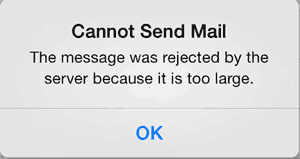 Cannot Send Mail
The message was rejected by the
server because it is too large.
OK